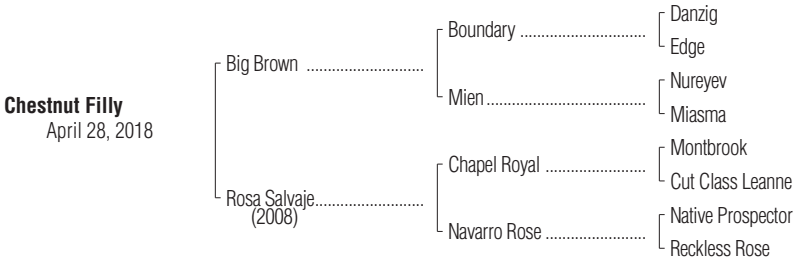 Chestnut Filly
April 28, 2018
Big Brown ...........................
Rosa Salvaje.........................
(2008)
Boundary .............................
Mien.....................................
Chapel Royal .......................
Navarro Rose .......................
Danzig
Edge
Nureyev
Miasma
Montbrook
Cut Class Leanne
Native Prospector
Reckless Rose